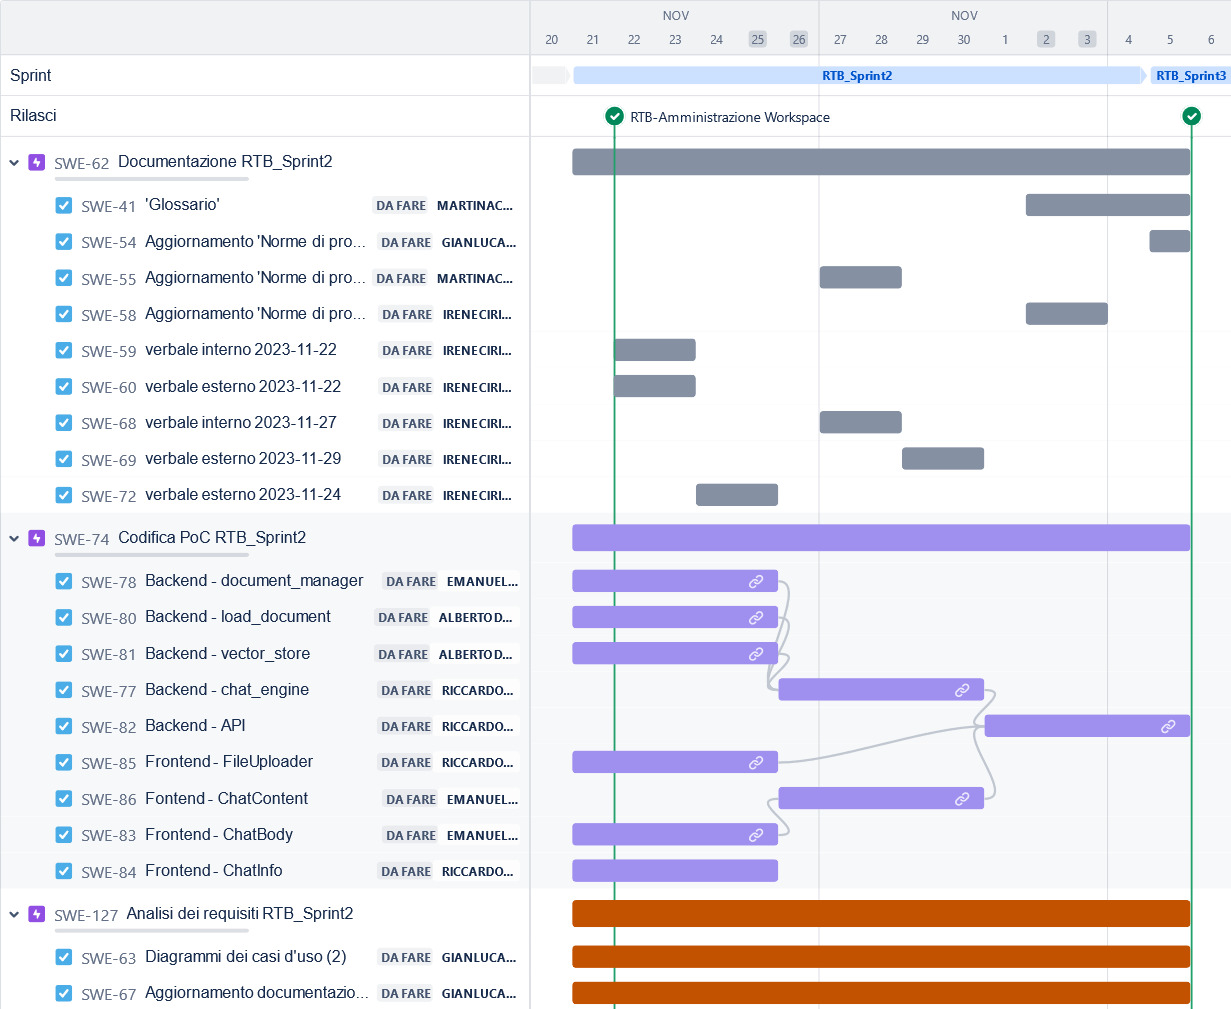 NOV NOV
20 21 22 23 24 25 26 27 28 29 30 1 2 3 4 5 6
Sprint RTB_Sprint2 RTB_Sprint3
Rilasci RTB-Amministrazione Workspace
SWE-62 Documentazione RTB_Sprint2
SWE-41 'Glossario' DA FARE MARTINAC...
SWE-54 Aggiornamento 'Norme di pro... DA FARE GIANLUCA...
SWE-55 Aggiornamento 'Norme di pro... DA FARE MARTINAC...
SWE-58 Aggiornamento 'Norme di pro... DA FARE IRENECIRI...
SWE-59 verbale interno 2023-11-22 DA FARE IRENECIRI...
SWE-60 verbale esterno 2023-11-22 DA FARE IRENECIRI...
SWE-68 verbale interno 2023-11-27 DA FARE IRENECIRI...
SWE-69 verbale esterno 2023-11-29 DA FARE IRENECIRI...
SWE-72 verbale esterno 2023-11-24 DA FARE IRENECIRI...
SWE-74 Codifica PoC RTB_Sprint2
SWE-78 Backend - document_manager DA FARE EMANUEL...
SWE-80 Backend - load_document DA FARE ALBERTO D...
SWE-81 Backend - vector_store DA FARE ALBERTO D...
SWE-77 Backend - chat_engine DA FARE RICCARDO...
SWE-82 Backend - API DA FARE RICCARDO...
SWE-85 Frontend - FileUploader DA FARE RICCARDO...
SWE-86 Fontend - ChatContent DA FARE EMANUEL...
SWE-83 Frontend - ChatBody DA FARE EMANUEL...
SWE-84 Frontend - ChatInfo DA FARE RICCARDO...
SWE-127 Analisi dei requisiti RTB_Sprint2
SWE-63 Diagrammi dei casi d'uso (2) DA FARE GIANLUCA...
SWE-67 Aggiornamento documentazio... DA FARE GIANLUCA...